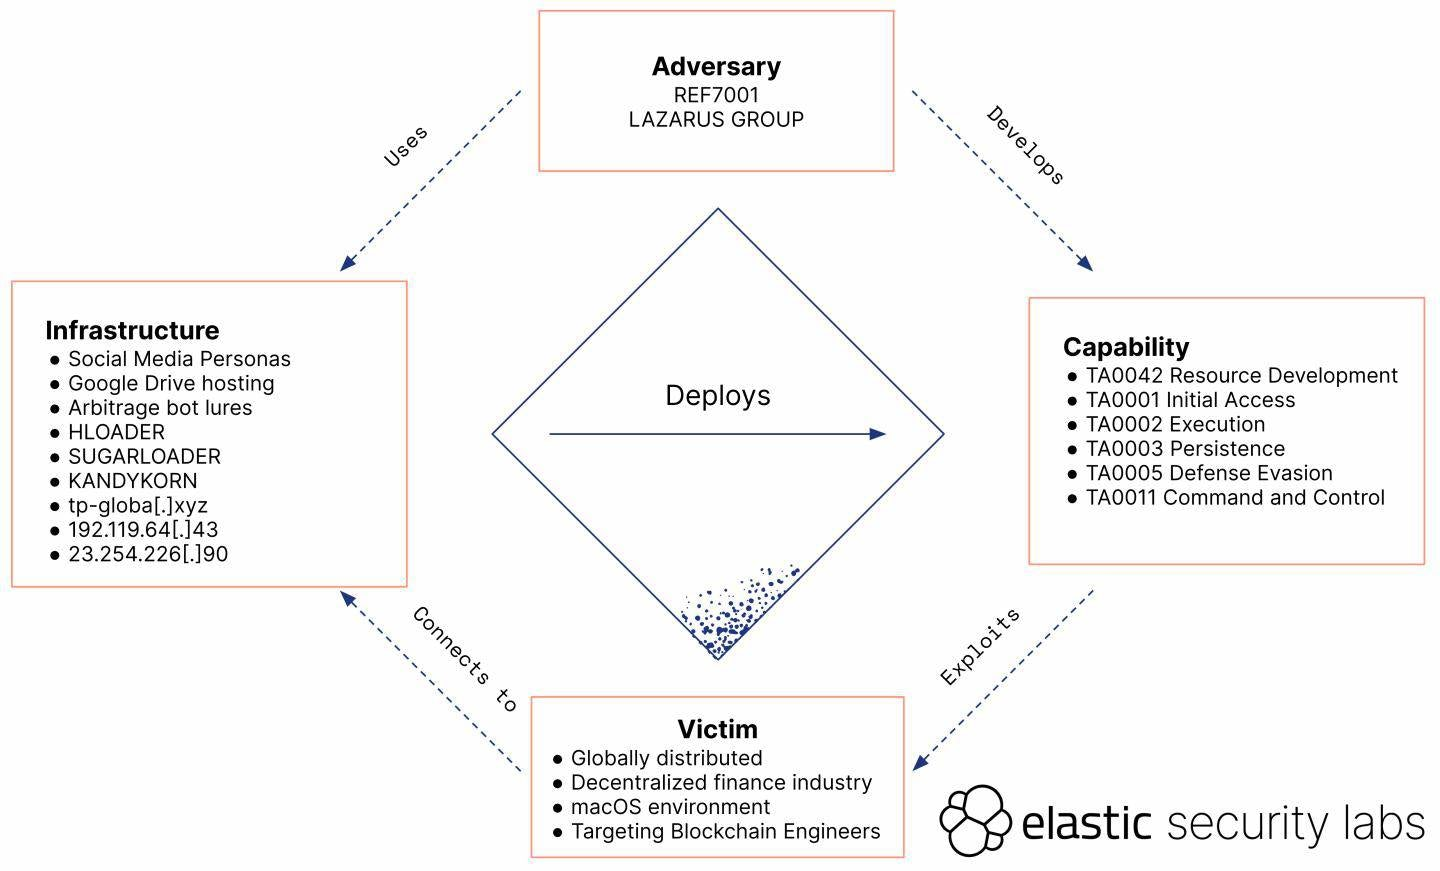 Adversary
REF7001
LAZARUS GROUP
Uses
Develops
Infrastructure
● Social Media Personas
● Google Drive hosting
● Arbitrage bot lures
● HLOADER
● SUGARLOADER
● KANDYKORN
● tp-globa[.]xyz
● 192.119.64[.]43
● 23.254.226[.]90
Deploys
Capability
● TA0042 Resource Development
● TA0001 Initial Access
● TA0002 Execution
● TA0003 Persistence
● TA0005 Defense Evasion
● TA0011 Command and Control
Connects to
Exploits
Victim
● Globally distributed
● Decentralized finance industry
● macOS environment
● Targeting Blockchain Engineers
elastic security labs